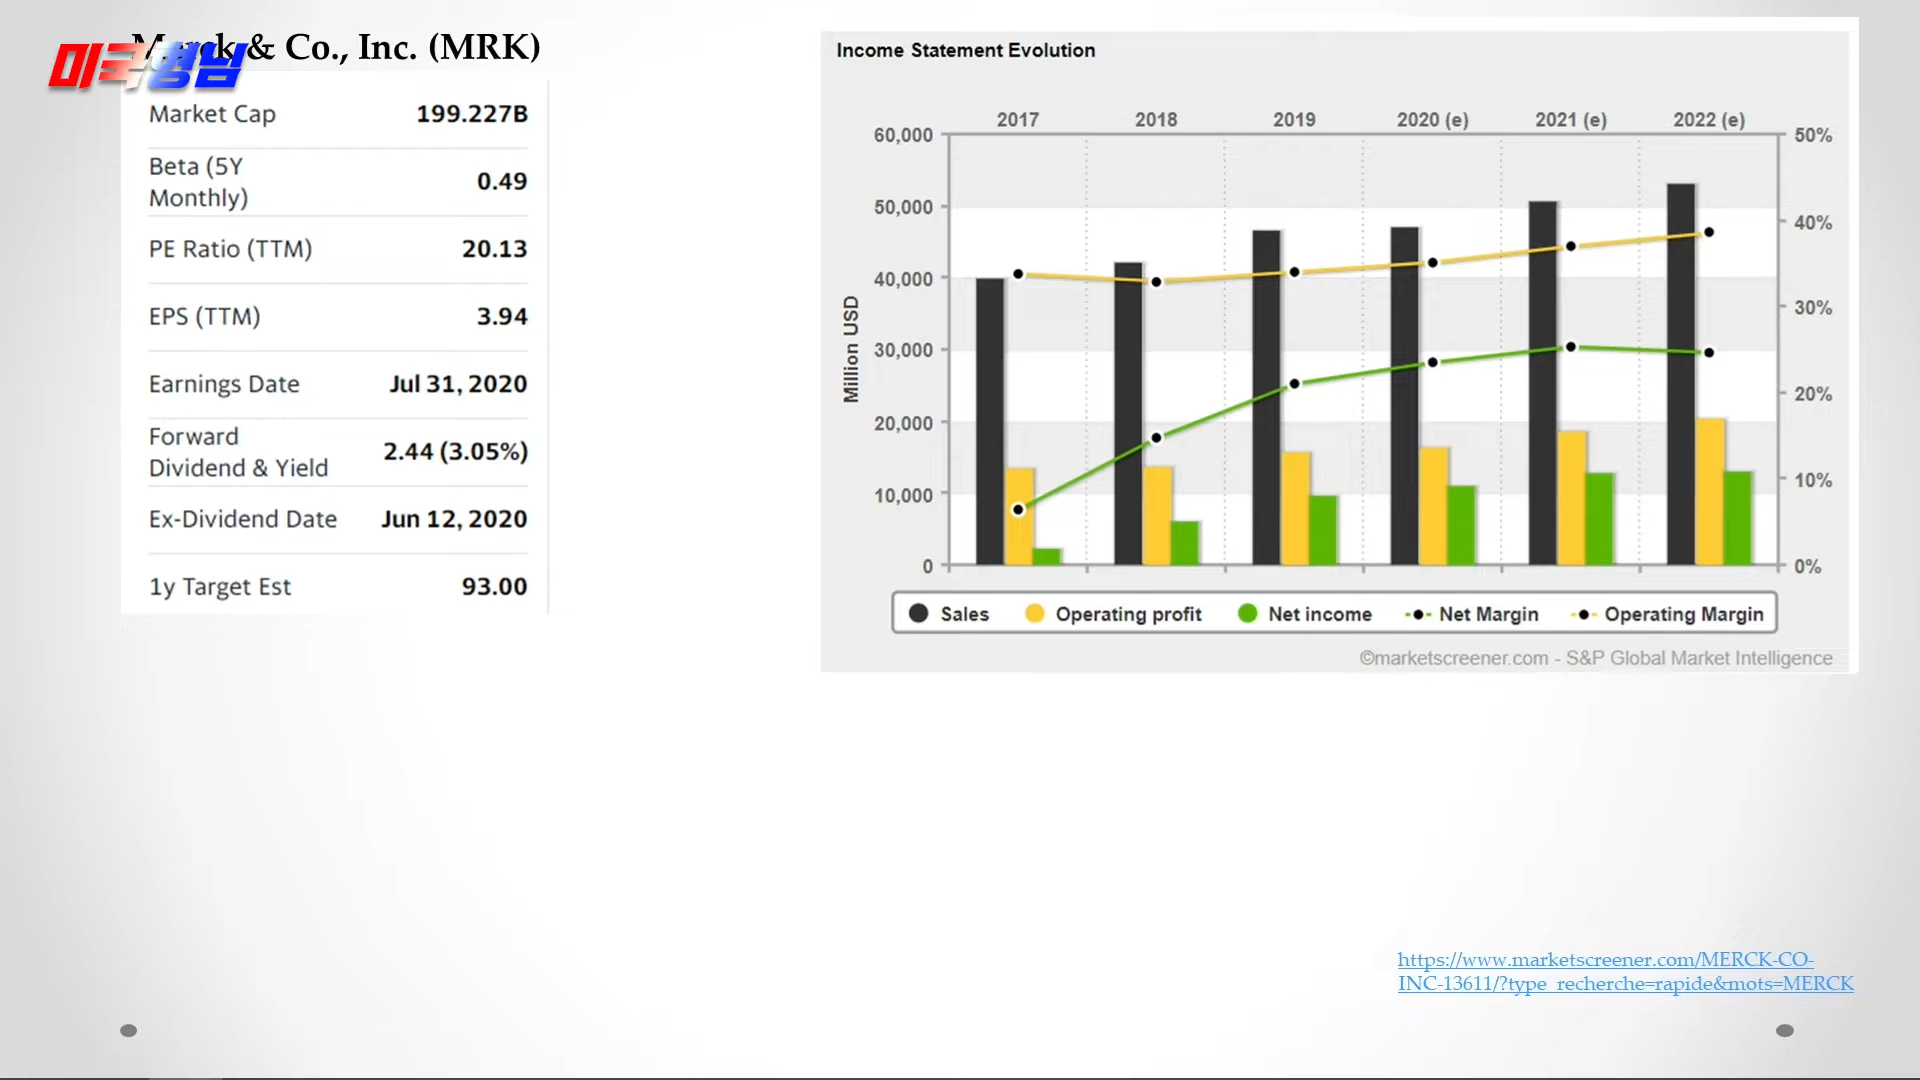 Merck & Co., Inc. (MRK)
미국형님
Market Cap 199.227B
Beta (5Y
Monthly) 0.49
PE Ratio (TTM) 20.13
EPS (TTM) 3.94
Earnings Date Jul 31, 2020
Forward
Dividend & Yield 2.44 (3.05%)
Ex-Dividend Date Jun 12, 2020
1y Target Est 93.00
Income Statement Evolution
2017 2018 2019 2020 (e) 2021 (e) 2022 (e)
60,000 50%
50,000 40%
40,000
30,000 30%
20,000 20%
10,000 10%
0 0%
Million USD
Sales Operating profit Net income Net Margin Operating Margin
©marketscreener.com - S&P Global Market Intelligence
https://www.marketscreener.com/MERCK-CO-
INC-13611/?type_recherche=rapide&mots=MERCK